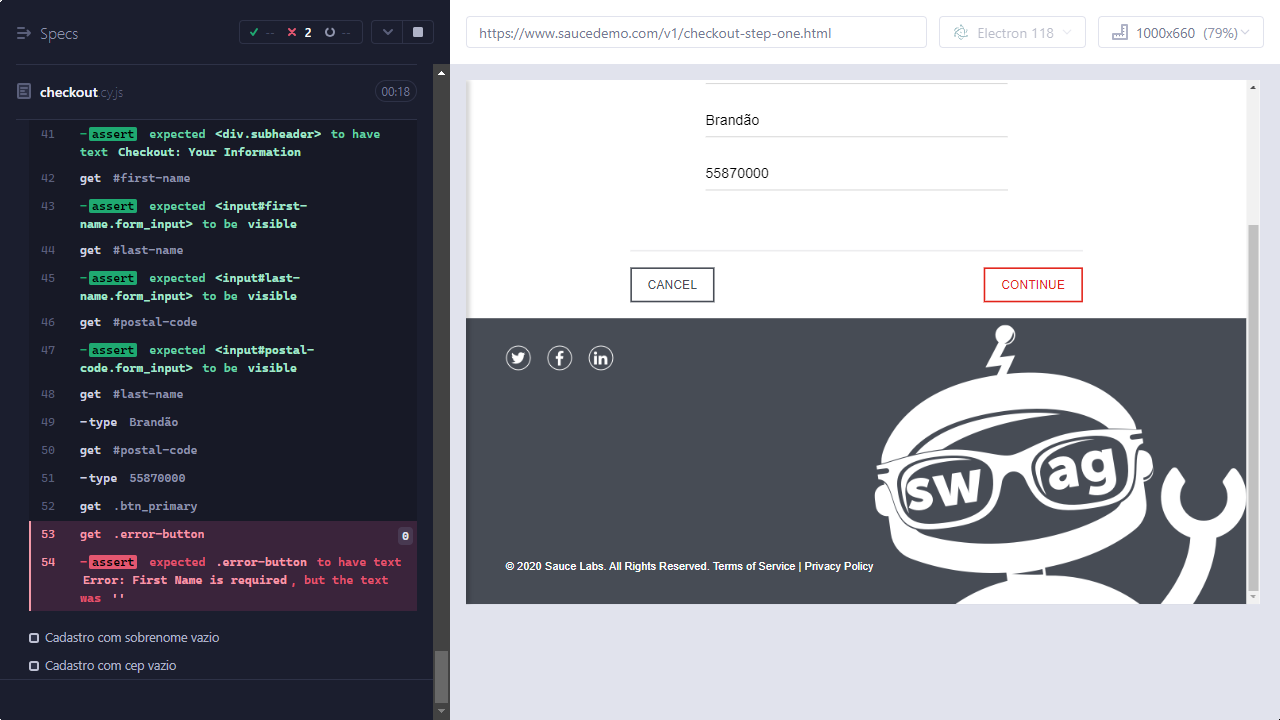 Specs
-- 2 --
https://www.saucedemo.com/v1/checkout-step-one.html
Electron 118
1000x660 (79%)
checkout.cy.js
00:18
41 -assert expected <div.subheader> to have
text Checkout: Your Information
42 get #first-name
43 -assert expected <input#first-
name.form_input> to be visible
44 get #last-name
45 -assert expected <input#last-
name.form_input> to be visible
46 get #postal-code
47 -assert expected <input#postal-
code.form_input> to be visible
48 get #last-name
49 -type Brandão
50 get #postal-code
51 -type 55870000
52 get .btn_primary
53 get .error-button 0
54 -assert expected .error-button to have text
Error: First Name is required, but the text
was ''
Cadastro com sobrenome vazio
Cadastro com cep vazio
Brandão
55870000
CANCEL
CONTINUE
swag
© 2020 Sauce Labs. All Rights Reserved. Terms of Service | Privacy Policy